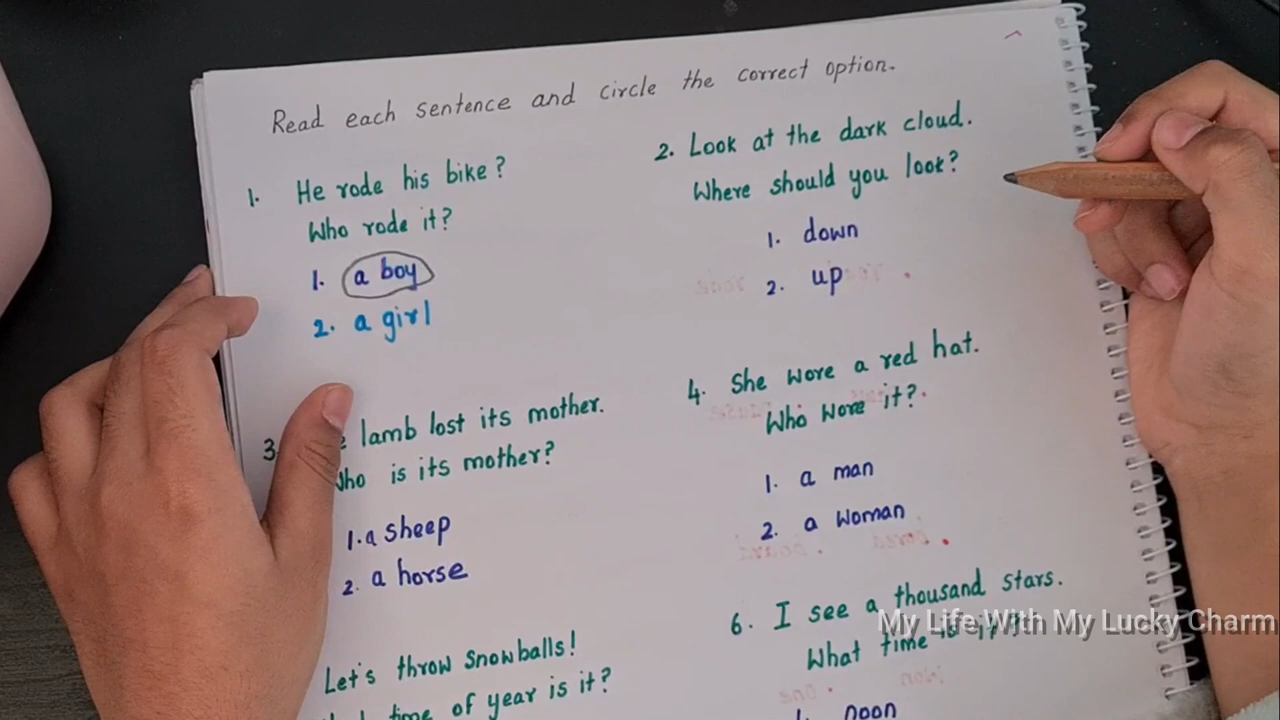 Read each sentence and circle the correct option.
1. He rode his bike?
Who rode it?
1. a boy
2. a girl
2. Look at the dark cloud.
Where should you look?
1. down
2. up
3. lamb lost its mother.
is its mother?
1. a sheep
2. a horse
4. She wore a red hat.
Who wore it?
1. a man
2. a woman
Let's throw snowballs!
time of year is it?
6. I see a thousand stars.
What time is it?
1. noon
My Life With My Lucky Charm